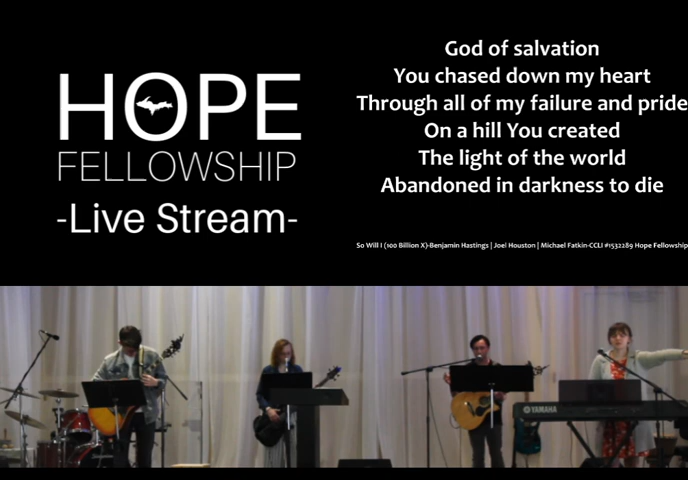 HOPE
FELLOWSHIP
-Live Stream-
God of salvation
You chased down my heart
Through all of my failure and pride
On a hill You created
The light of the world
Abandoned in darkness to die
So Will I (100 Billion X)-Benjamin Hastings | Joel Houston | Michael Fatkin-CCLI #1532289 Hope Fellowship
YAMAHA